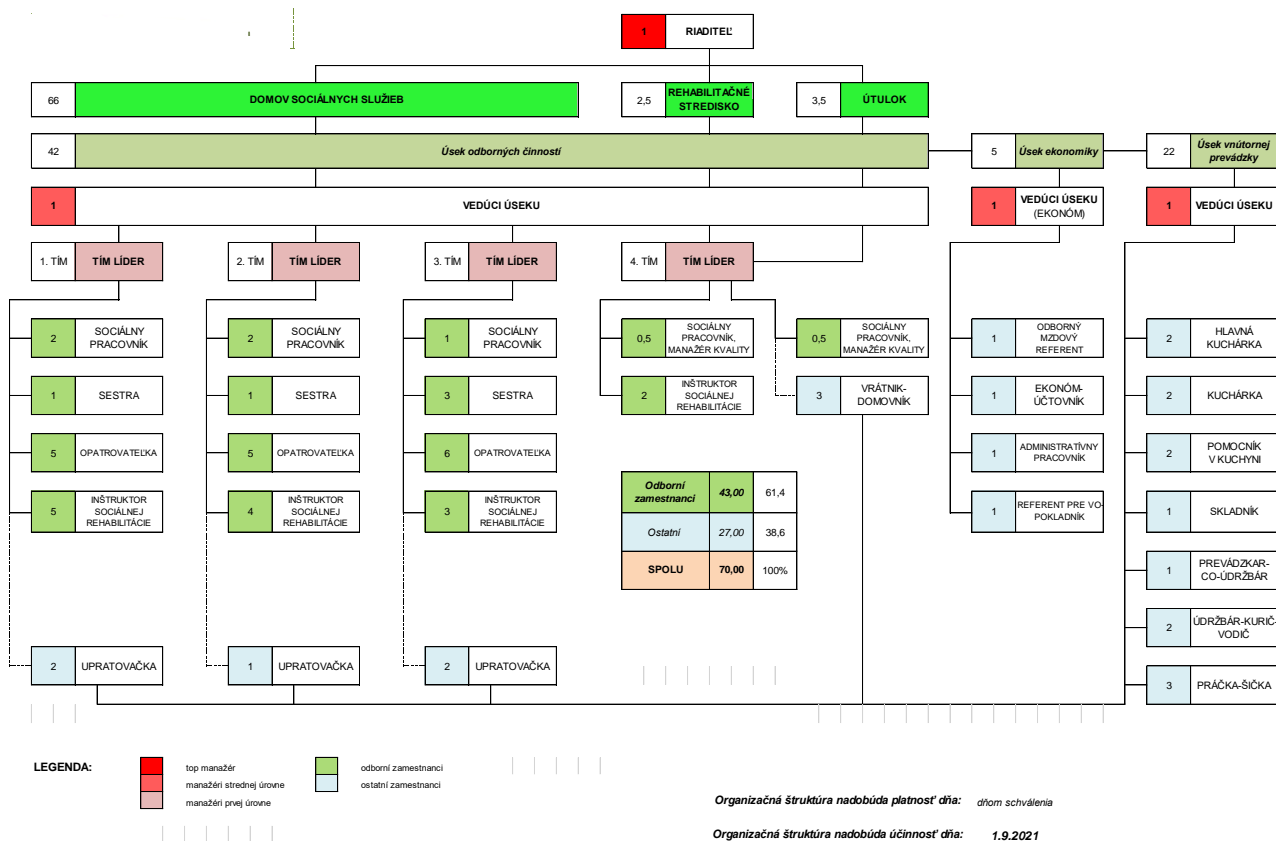 1 RIADITEĽ
66 DOMOV SOCIÁLNYCH SLUŽIEB
2,5 REHABILITAČNÉ
STREDISKO
3,5 ÚTULOK
42 Úsek odborných činností
5 Úsek ekonomiky
22 Úsek vnútornej
prevádzky
1 VEDÚCI ÚSEKU
1 VEDÚCI ÚSEKU
(EKONÓM)
1 VEDÚCI ÚSEKU
1. TÍM TÍM LÍDER
2. TÍM TÍM LÍDER
3. TÍM TÍM LÍDER
4. TÍM TÍM LÍDER
2 SOCIÁLNY
PRACOVNÍK
1 SESTRA
5 OPATROVATEĽKA
5 INŠTRUKTOR
SOCIÁLNEJ
REHABILITÁCIE
2 UPRATOVAČKA
2 SOCIÁLNY
PRACOVNÍK
1 SESTRA
5 OPATROVATEĽKA
4 INŠTRUKTOR
SOCIÁLNEJ
REHABILITÁCIE
1 UPRATOVAČKA
1 SOCIÁLNY
PRACOVNÍK
3 SESTRA
6 OPATROVATEĽKA
3 INŠTRUKTOR
SOCIÁLNEJ
REHABILITÁCIE
2 UPRATOVAČKA
0,5 SOCIÁLNY
PRACOVNÍK,
MANAŽÉR KVALITY
2 INŠTRUKTOR
SOCIÁLNEJ
REHABILITÁCIE
0,5 SOCIÁLNY
PRACOVNÍK,
MANAŽÉR KVALITY
3 VRÁTNIK-
DOMOVNÍK
1 ODBORNÝ
MZDOVÝ
REFERENT
1 EKONÓM-
ÚČTOVNÍK
1 ADMINISTRATÍVNY
PRACOVNÍK
1 REFERENT PRE VO-
POKLADNÍK
2 HLAVNÁ
KUCHÁRKA
2 KUCHÁRKA
2 POMOCNÍK
V KUCHYNI
1 SKLADNÍK
1 PREVÁDZKAR-
CO-ÚDRŽBÁR
2 ÚDRŽBÁR-KURIČ-
VODIČ
3 PRÁČKA-ŠIČKA
Odborní
zamestnanci 43,00 61,4
Ostatní 27,00 38,6
SPOLU 70,00 100%
LEGENDA:
top manažér
manažéri strednej úrovne
manažéri prvej úrovne
odborní zamestnanci
ostatní zamestnanci
Organizačná štruktúra nadobúda platnosť dňa: dňom schválenia
Organizačná štruktúra nadobúda účinnosť dňa: 1.9.2021